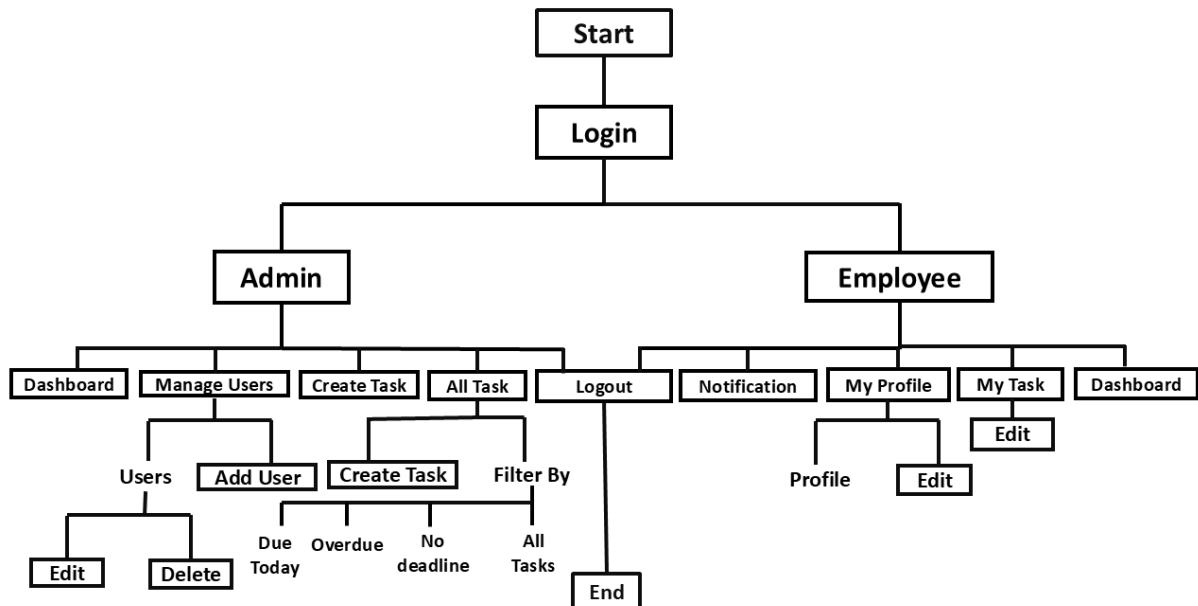 Start
Login
Admin
Employee
Dashboard
Manage Users
Create Task
All Task
Logout
Notification
My Profile
My Task
Dashboard
Users
Add User
Create Task
Filter By
Profile
Edit
Edit
Edit
Delete
Due
Today
Overdue
No
deadline
All
Tasks
End